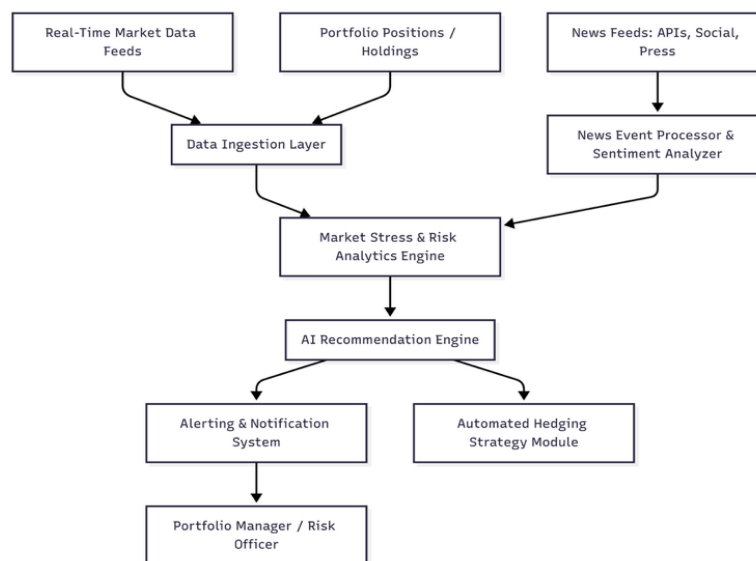 Real-Time Market Data
Feeds
Portfolio Positions /
Holdings
News Feeds: APIs, Social,
Press
Data Ingestion Layer
News Event Processor &
Sentiment Analyzer
Market Stress & Risk
Analytics Engine
AI Recommendation Engine
Alerting & Notification
System
Automated Hedging
Strategy Module
Portfolio Manager / Risk
Officer